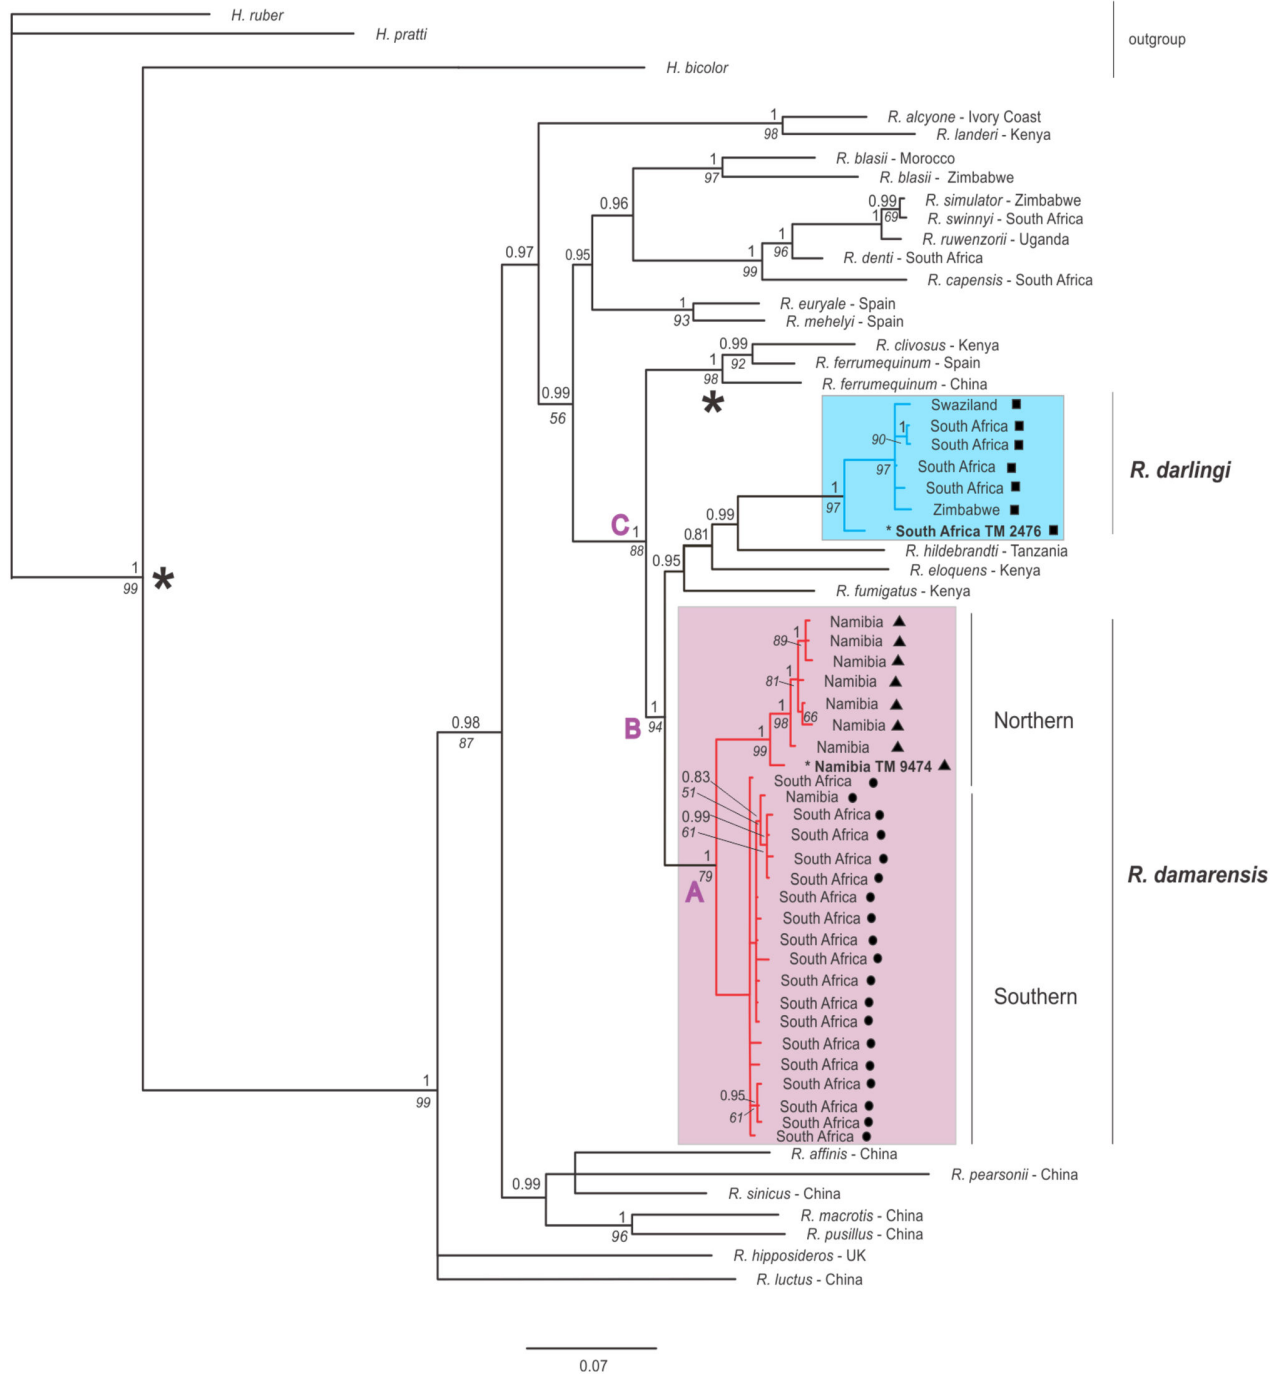 H. ruber
H. pratti
outgroup
H. bicolor
1
98
R. alcyone - Ivory Coast
R. landeri - Kenya
1
97
R. blasii - Morocco
R. blasii - Zimbabwe
0.96
0.99
1
69
R. simulator - Zimbabwe
R. swinnyi - South Africa
R. ruwenzorii - Uganda
1
96
R. denti - South Africa
1
99
R. capensis - South Africa
0.97
0.95
1
93
R. euryale - Spain
R. mehelyi - Spain
0.99
92
R. clivosus - Kenya
R. ferrumequinum - Spain
1
98
R. ferrumequinum - China
*
0.99
56
Swaziland
1
90
South Africa
South Africa
97
South Africa
South Africa
Zimbabwe
1
97
* South Africa TM 2476
R. darlingi
0.99
R. hildebrandti - Tanzania
0.81
R. eloquens - Kenya
0.95
R. fumigatus - Kenya
C
1
88
1
99
*
Namibia
1
89
Namibia
Namibia
1
81
Namibia
Namibia
66
Namibia
1
98
Namibia
1
99
* Namibia TM 9474
Northern
B
1
94
0.98
87
South Africa
0.83
51
Namibia
0.99
61
South Africa
South Africa
South Africa
South Africa
1
79
A
R. damarensis
South Africa
South Africa
South Africa
South Africa
South Africa
South Africa
South Africa
Southern
South Africa
South Africa
South Africa
0.95
61
South Africa
South Africa
South Africa
1
99
R. affinis - China
R. pearsonii - China
0.99
R. sinicus - China
1
96
R. macrotis - China
R. pusillus - China
R. hipposideros - UK
R. luctus - China
0.07